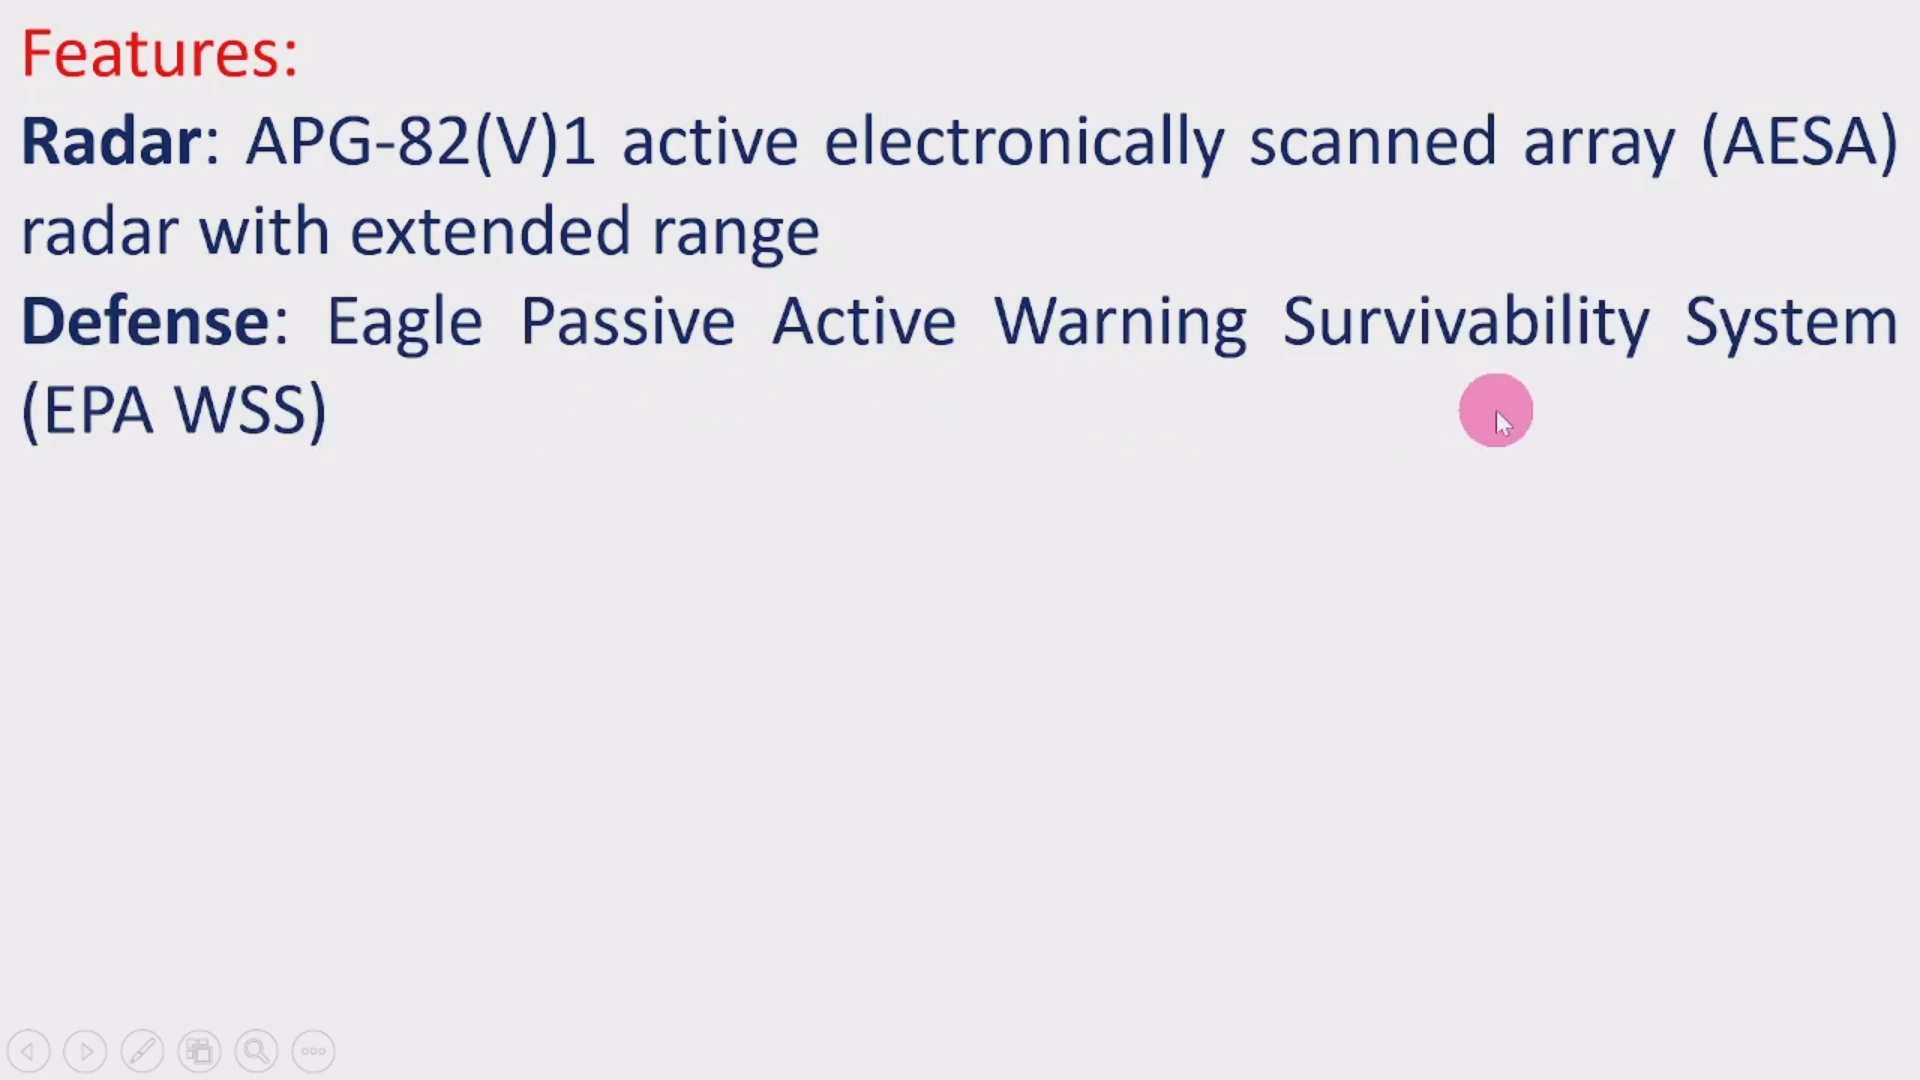 Features:
Radar: APG-82(V)1 active electronically scanned array (AESA)
radar with extended range
Defense: Eagle Passive Active Warning Survivability System
(EPA WSS)